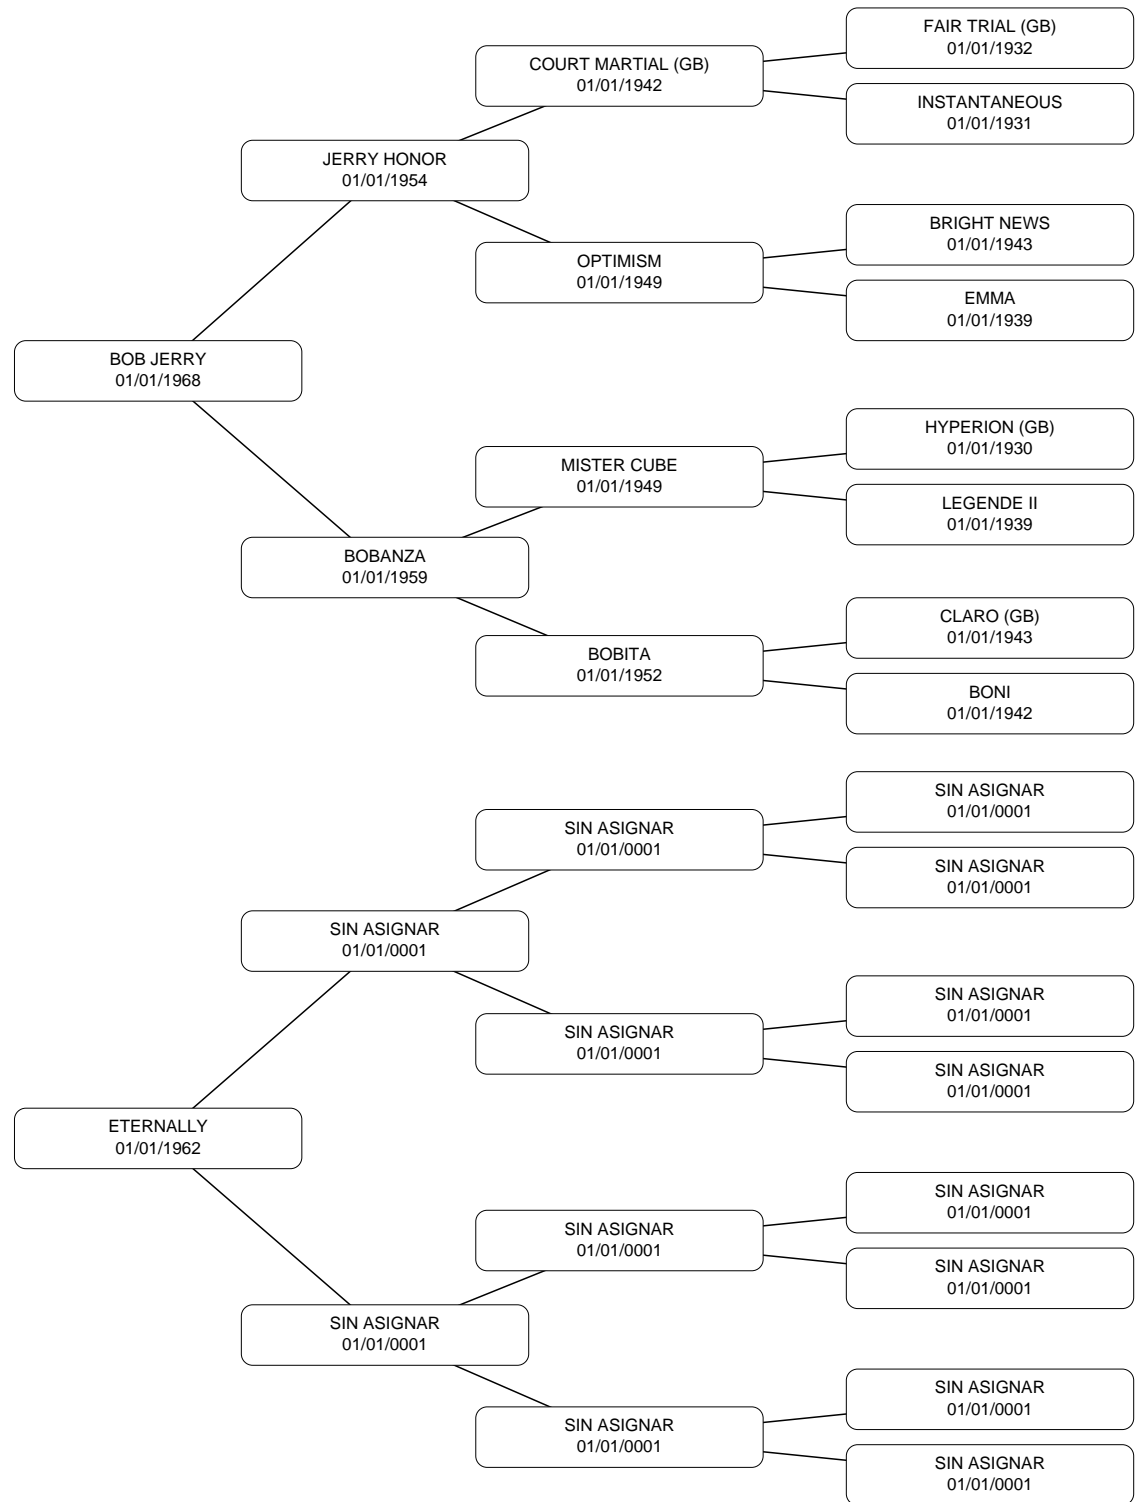 FAIR TRIAL (GB)
01/01/1932
COURT MARTIAL (GB)
01/01/1942
INSTANTANEOUS
01/01/1931
JERRY HONOR
01/01/1954
BRIGHT NEWS
01/01/1943
OPTIMISM
01/01/1949
EMMA
01/01/1939
BOB JERRY
01/01/1968
HYPERION (GB)
01/01/1930
MISTER CUBE
01/01/1949
LEGENDE II
01/01/1939
BOBANZA
01/01/1959
CLARO (GB)
01/01/1943
BOBITA
01/01/1952
BONI
01/01/1942
SIN ASIGNAR
01/01/0001
SIN ASIGNAR
01/01/0001
SIN ASIGNAR
01/01/0001
SIN ASIGNAR
01/01/0001
SIN ASIGNAR
01/01/0001
SIN ASIGNAR
01/01/0001
SIN ASIGNAR
01/01/0001
ETERNALLY
01/01/1962
SIN ASIGNAR
01/01/0001
SIN ASIGNAR
01/01/0001
SIN ASIGNAR
01/01/0001
SIN ASIGNAR
01/01/0001
SIN ASIGNAR
01/01/0001
SIN ASIGNAR
01/01/0001
SIN ASIGNAR
01/01/0001